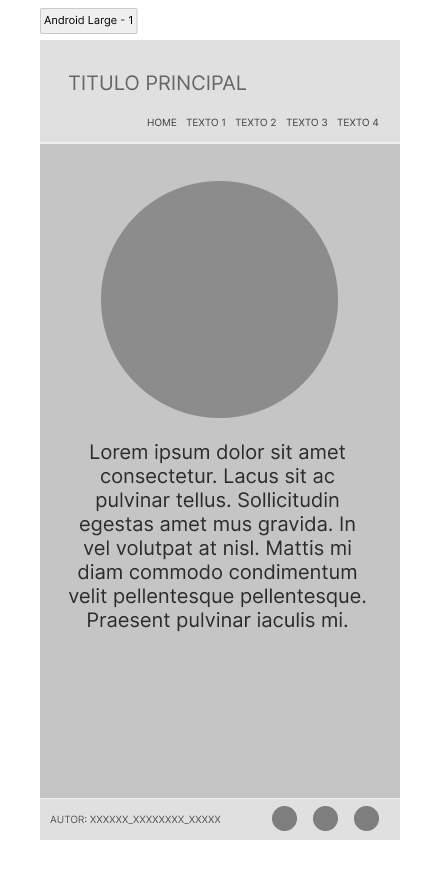 Android Large - 1
TITULO PRINCIPAL
HOME TEXTO 1 TEXTO 2 TEXTO 3 TEXTO 4
Lorem ipsum dolor sit amet
consectetur. Lacus sit ac
pulvinar tellus. Sollicitudin
egestas amet mus gravida. In
vel volutpat at nisl. Mattis mi
diam commodo condimentum
velit pellentesque pellentesque.
Praesent pulvinar iaculis mi.
AUTOR: XXXXXX_XXXXXXXX_XXXXX